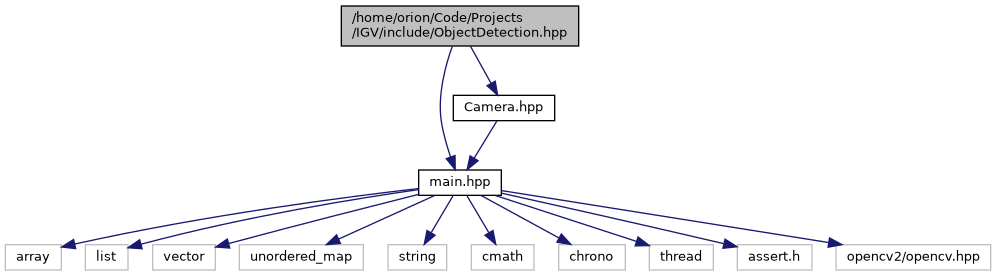 /home/orion/Code/Projects
/IGV/include/ObjectDetection.hpp
Camera.hpp
main.hpp
array
list
vector
unordered_map
string
cmath
chrono
thread
assert.h
opencv2/opencv.hpp